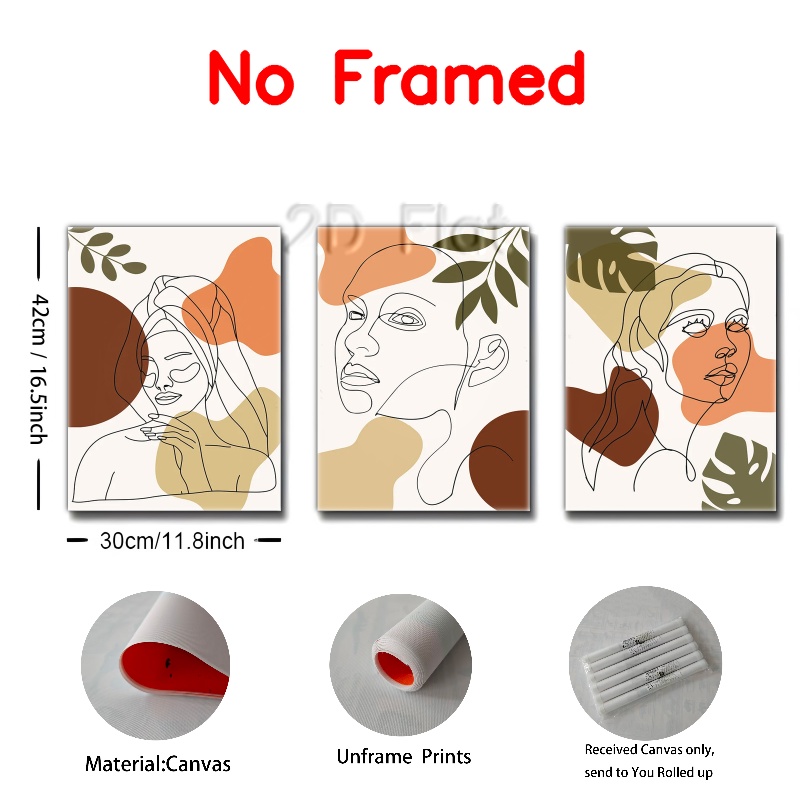 No Framed
2D Flat
42cm / 16.5inch
30cm/11.8inch
Material:Canvas
Unframe Prints
Received Canvas only,
send to You Rolled up